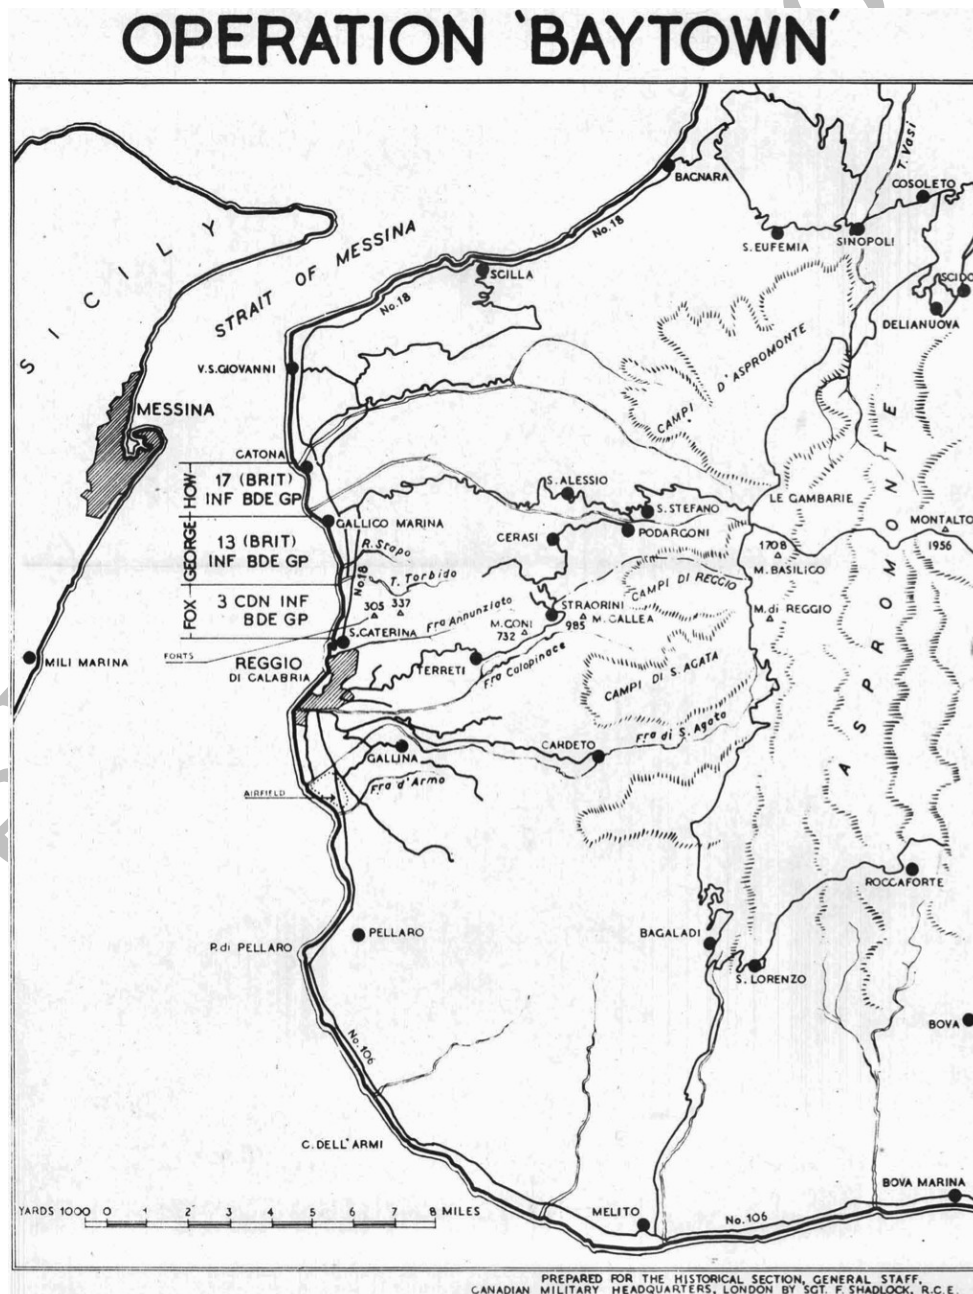 OPERATION 'BAYTOWN'
T. Vasi
BAGNARA
COSOLETO
No. 18
S. EUFEMIA
SINOPOLI
SICILY
STRAIT OF MESSINA
SCILLA
No. 18
DELIANUOVA
V.S.GIOVANNI
CAMPI D'ASPROMONTE
MESSINA
CATONA
HOW
17 (BRIT)
INF BDE GP
S. ALESSIO
LE GAMBARIE
S. STEFANO
GALLICO MARINA
PODARGONI
MONTALTO
1956
CERASI
GEORGE
13 (BRIT)
INF BDE GP
R. Stapo
1708
M. BASILICO
No 18
T. Torbido
CAMPI DI REGGIO
FOX
3 CDN INF
BDE GP
305
337
Fra Annunziato
STRAORINI
985
M. CALLEA
M. di REGGIO
M. GONI
732
S. CATERINA
FORTS
MILI MARINA
REGGIO
DI CALABRIA
TERRETI
Fra Calopinace
CAMPI DI S. AGATA
ASPROMONTE
Fra di S. Agata
GALLINA
CARDETO
AIRFIELD
Fra d'Armo
ROCCAFORTE
PELLARO
P. di PELLARO
BAGALADI
S. LORENZO
BOVA
No. 106
C. DELL' ARMI
BOVA MARINA
YARDS 1000 0 1 2 3 4 5 6 7 8 MILES
MELITO
No. 106
PREPARED FOR THE HISTORICAL SECTION, GENERAL STAFF,
CANADIAN MILITARY HEADQUARTERS, LONDON BY SGT. F. SHADLOCK, R.C.E.